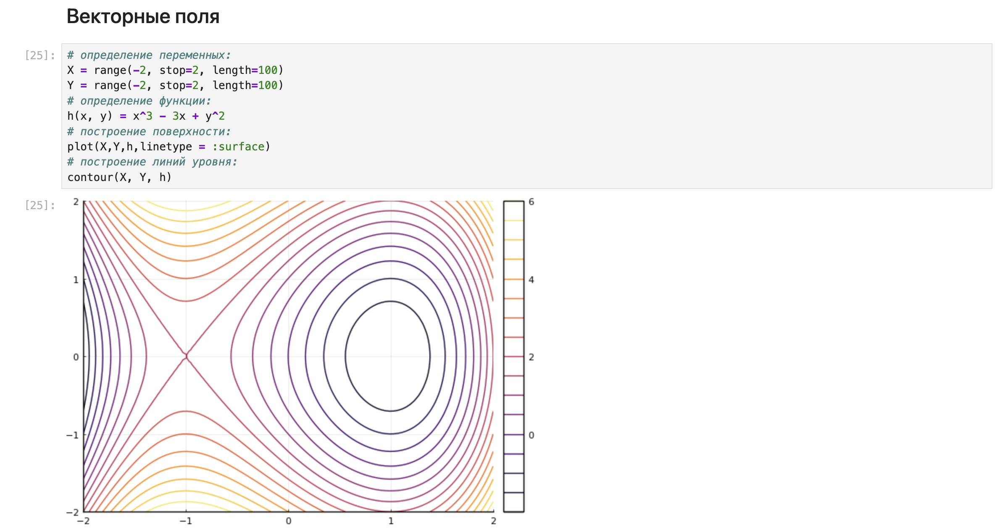 Векторные поля
[25]:
# определение переменных:
X = range(-2, stop=2, length=100)
Y = range(-2, stop=2, length=100)
# определение функции:
h(x, y) = x^3 - 3x + y^2
# построение поверхности:
plot(X,Y,h,linetype = :surface)
# построение линий уровня:
contour(X, Y, h)
[25]:
2
1
0
−1
−2
−2
−1
0
1
2
6
4
2
0